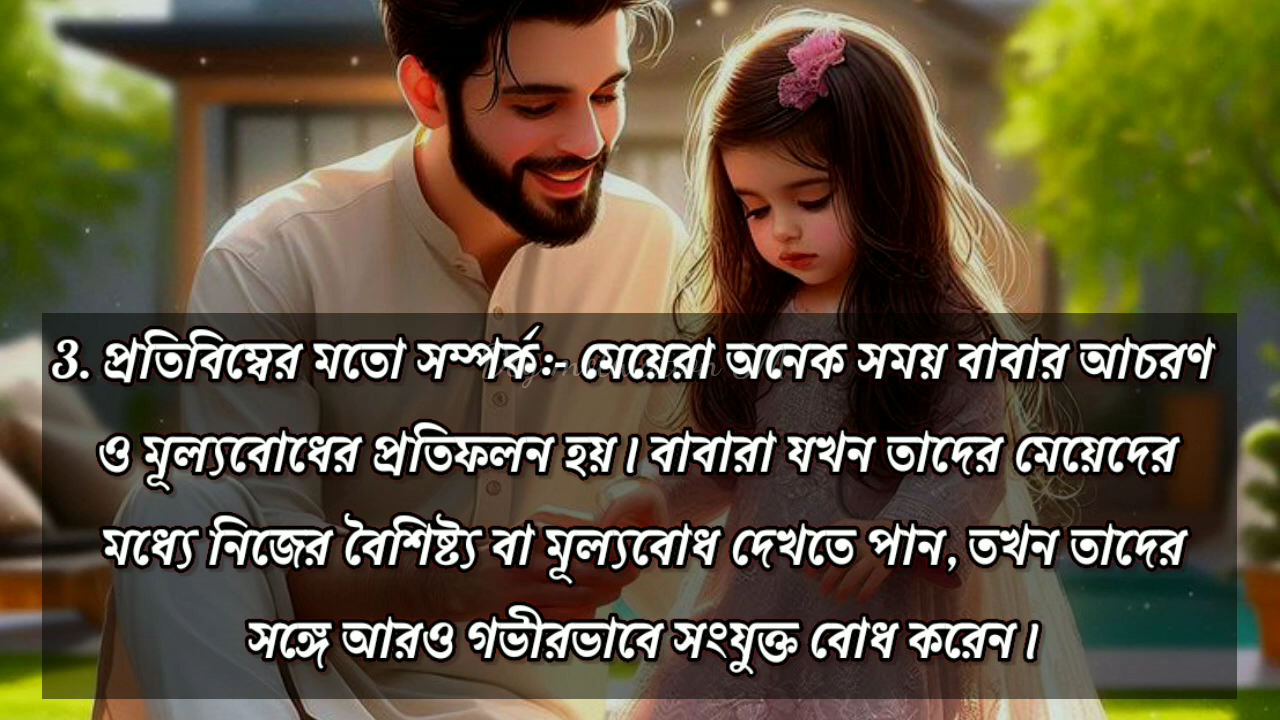 3. প্রতিবিম্বের মতো সম্পর্ক:- মেয়েরা অনেক সময় বাবার আচরণ
ও মূল্যবোধের প্রতিফলন হয়। বাবারা যখন তাদের মেয়েদের
মধ্যে নিজের বৈশিষ্ট্য বা মূল্যবোধ দেখতে পান, তখন তাদের
সঙ্গে আরও গভীরভাবে সংযুক্ত বোধ করেন।